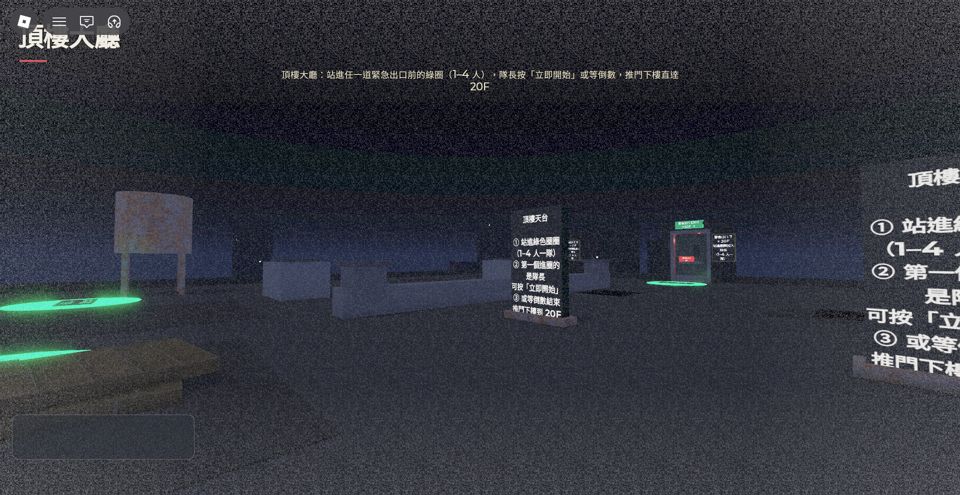 頂樓大廳
頂樓大廳：站進任一道緊急出口前的綠圈（1–4 人），隊長按「立即開始」或等倒數，推門下樓直達
20F
頂樓天台
① 站進綠色圈圈
（1–4 人一隊）
② 第一個進圈的
是隊長
可按「立即開始」
③ 或等倒數結束
推門下樓到 20F
頂樓
① 站進
（1–4
② 第一
是隊
可按「立
③ 或等
推門下樓